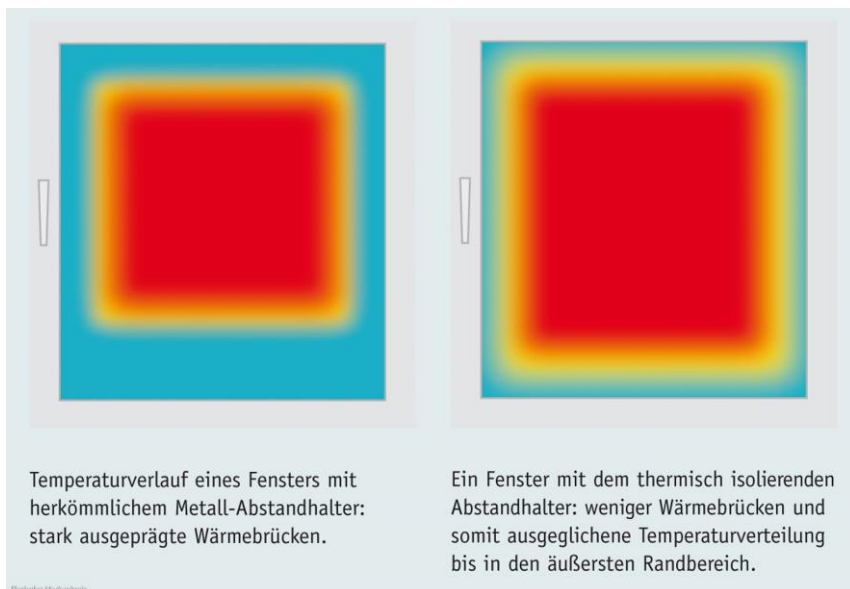 Temperaturverlauf eines Fensters mit
herkömmlichem Metall-Abstandhalter:
stark ausgeprägte Wärmebrücken.
Ein Fenster mit dem thermisch isolierenden
Abstandhalter: weniger Wärmebrücken und
somit ausgeglichene Temperaturverteilung
bis in den äußersten Randbereich.